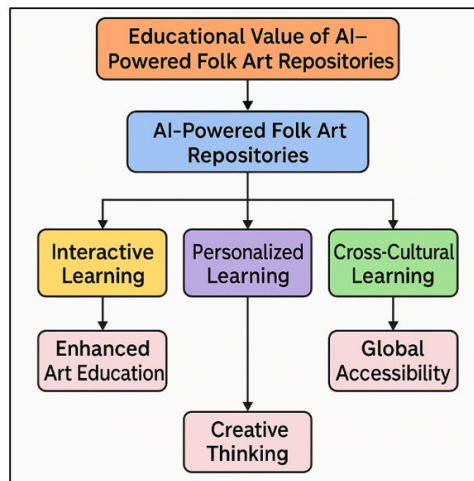 Educational Value of AI–
Powered Folk Art Repositories
AI-Powered Folk Art
Repositories
Interactive
Learning
Personalized
Learning
Cross-Cultural
Learning
Enhanced
Art Education
Global
Accessibility
Creative
Thinking